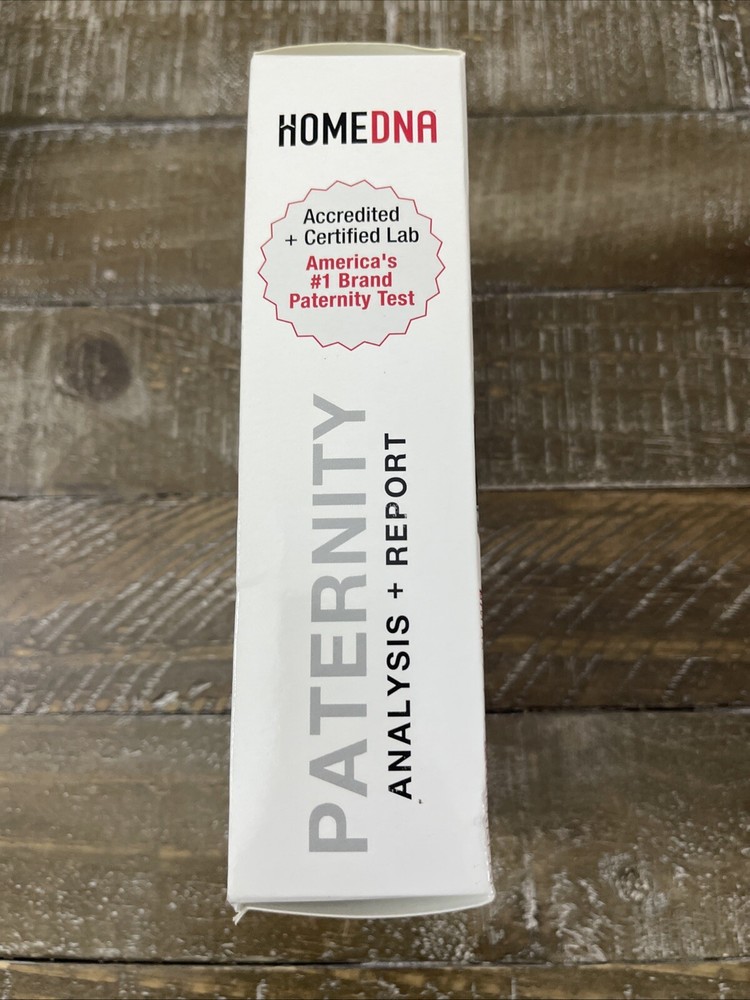 HOMEDNA
Accredited
+ Certified Lab
America's
#1 Brand
Paternity Test
PATERNITY
ANALYSIS + REPORT